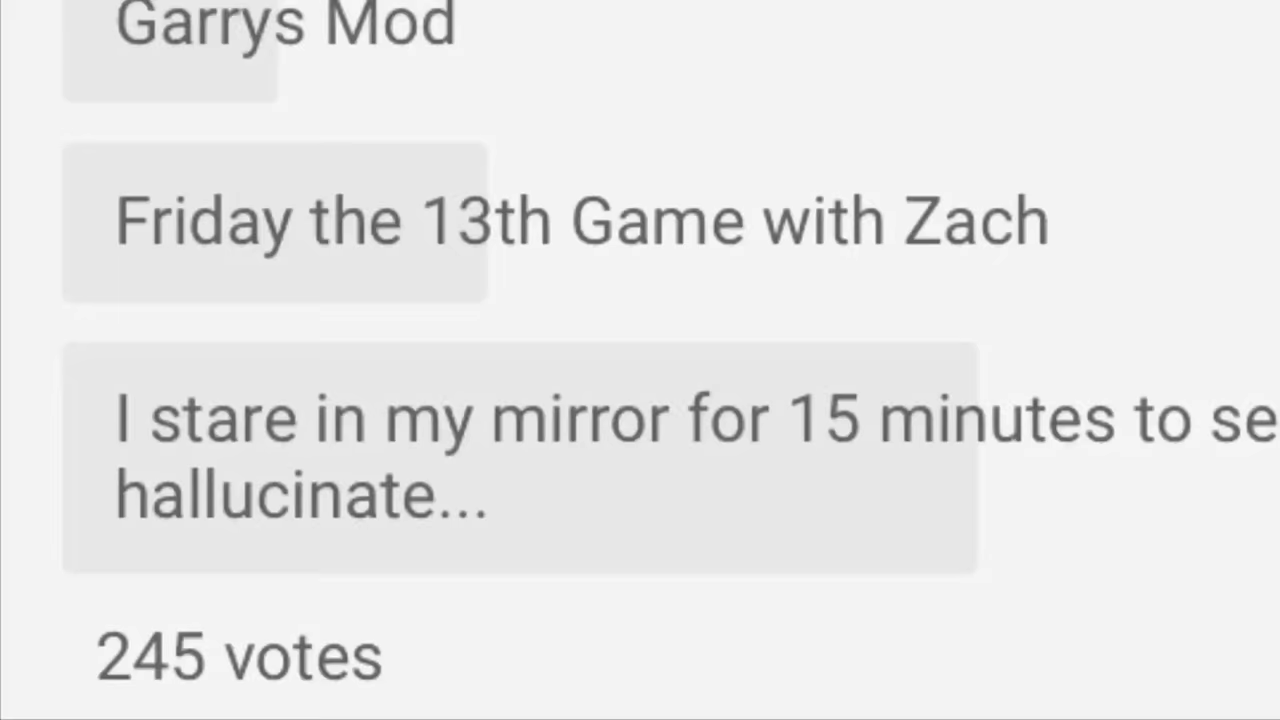 Garrys Mod
Friday the 13th Game with Zach
I stare in my mirror for 15 minutes to se
hallucinate...
245 votes